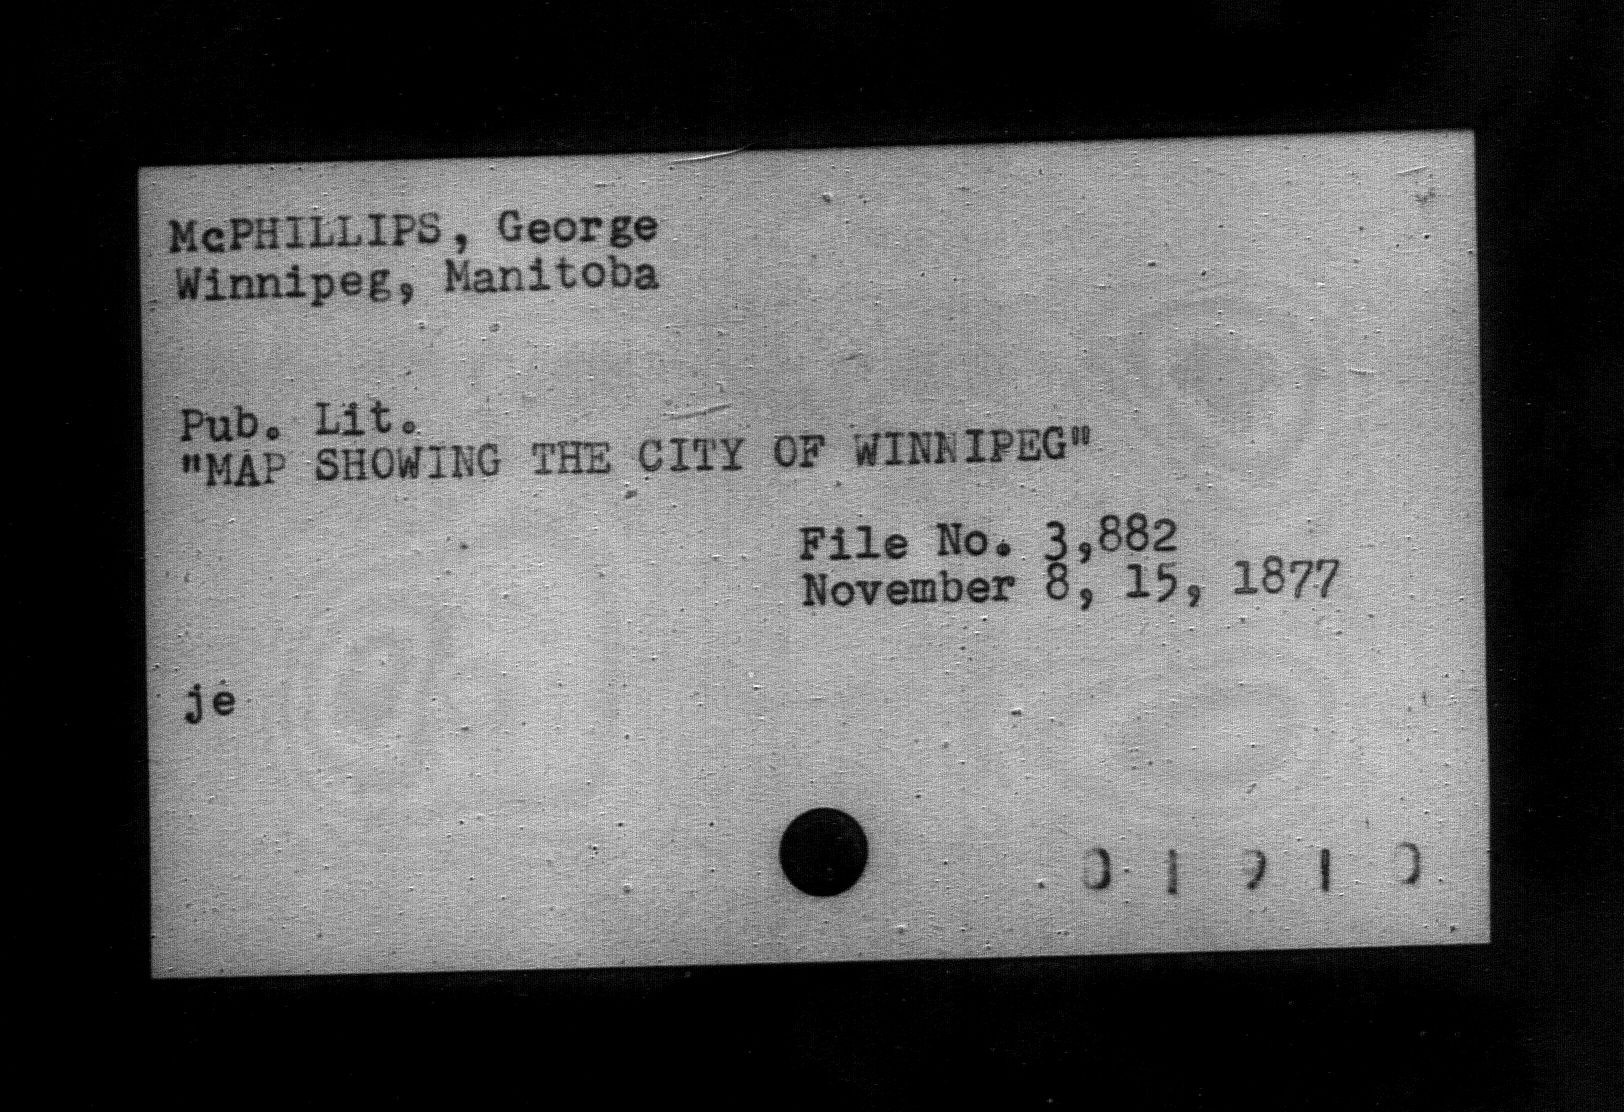 McPHILLIPS, George
Winnipeg, Manitoba
Pub. Lit.
"MAP SHOWING THE CITY OF WINNIPEG"
File No. 3,882
November 8, 15, 1877
je